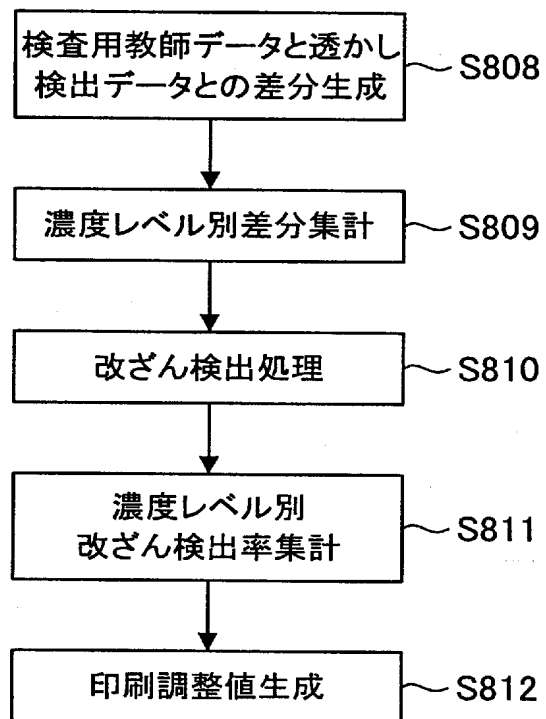 検査用教師データと透かし
検出データとの差分生成
S808
濃度レベル別差分集計
S809
改ざん検出処理
S810
濃度レベル別
改ざん検出率集計
S811
印刷調整値生成
S812